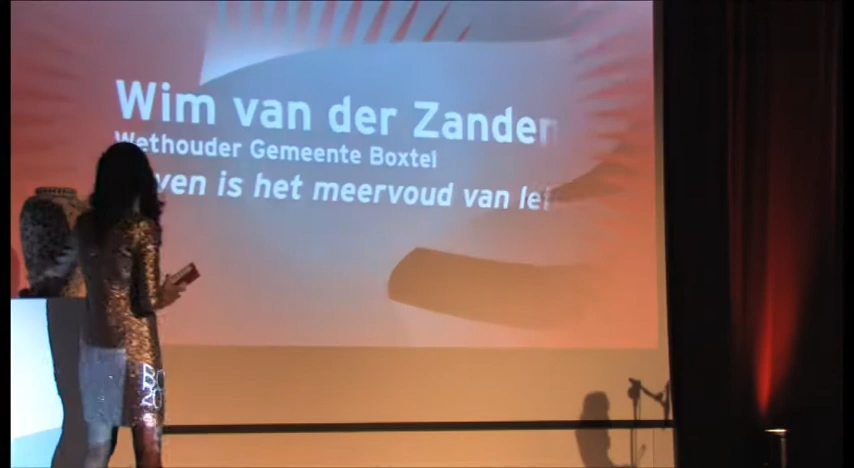 Wim van der Zanden
Wethouder Gemeente Boxtel
is het meervoud van